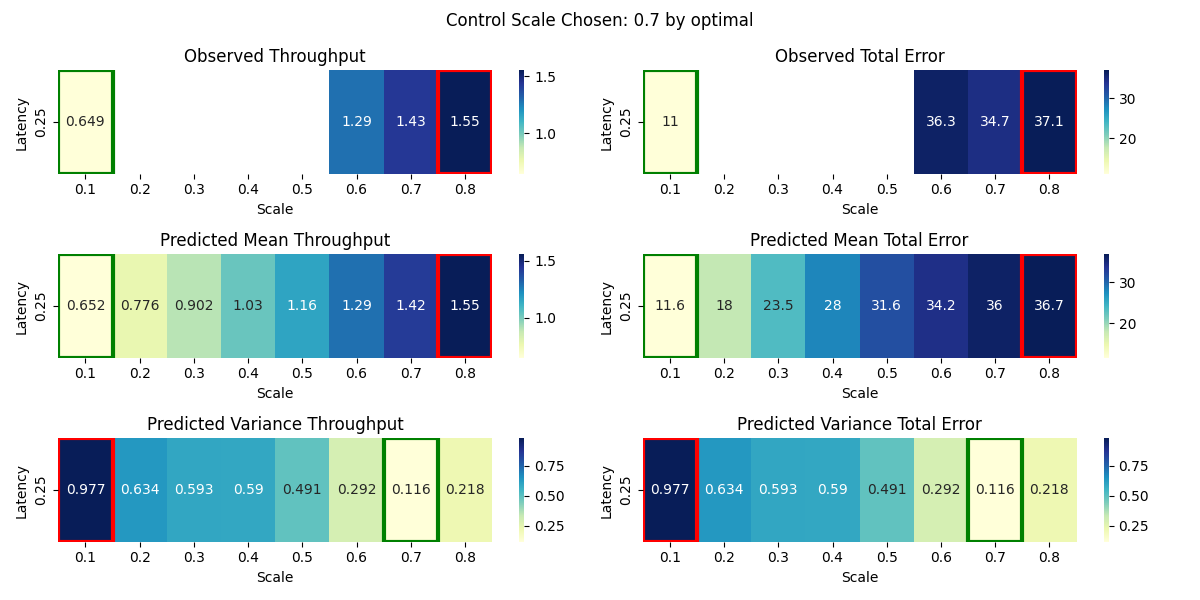 Control Scale Chosen: 0.7 by optimal
Observed Throughput
Latency
0.25
0.649 1.29 1.43 1.55
0.1 0.2 0.3 0.4 0.5 0.6 0.7 0.8
Scale
1.5
1.0
Observed Total Error
Latency
0.25
11 36.3 34.7 37.1
0.1 0.2 0.3 0.4 0.5 0.6 0.7 0.8
Scale
30
20
Predicted Mean Throughput
Latency
0.25
0.652 0.776 0.902 1.03 1.16 1.29 1.42 1.55
0.1 0.2 0.3 0.4 0.5 0.6 0.7 0.8
Scale
1.5
1.0
Predicted Mean Total Error
Latency
0.25
11.6 18 23.5 28 31.6 34.2 36 36.7
0.1 0.2 0.3 0.4 0.5 0.6 0.7 0.8
Scale
30
20
Predicted Variance Throughput
Latency
0.25
0.977 0.634 0.593 0.59 0.491 0.292 0.116 0.218
0.1 0.2 0.3 0.4 0.5 0.6 0.7 0.8
Scale
0.75
0.50
0.25
Predicted Variance Total Error
Latency
0.25
0.977 0.634 0.593 0.59 0.491 0.292 0.116 0.218
0.1 0.2 0.3 0.4 0.5 0.6 0.7 0.8
Scale
0.75
0.50
0.25